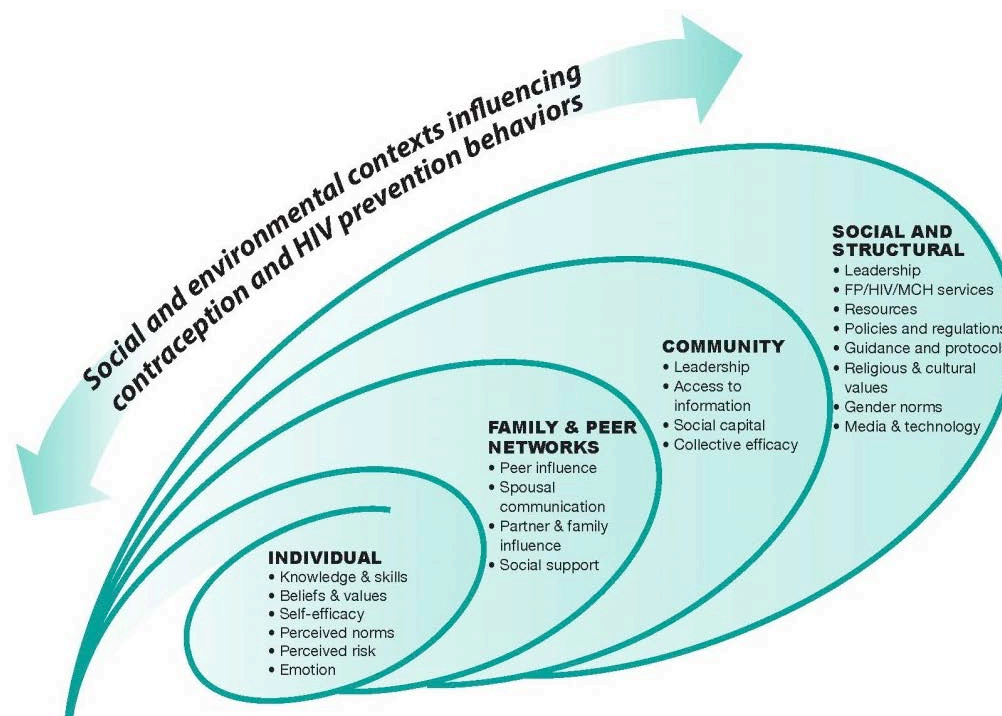 Social and environmental contexts influencing
contraception and HIV prevention behaviors
INDIVIDUAL
• Knowledge & skills
• Beliefs & values
• Self-efficacy
• Perceived norms
• Perceived risk
• Emotion
FAMILY & PEER
NETWORKS
• Peer influence
• Spousal
communication
• Partner & family
influence
• Social support
COMMUNITY
• Leadership
• Access to
information
• Social capital
• Collective efficacy
SOCIAL AND
STRUCTURAL
• Leadership
• FP/HIV/MCH services
• Resources
• Policies and regulations
• Guidance and protocol
• Religious & cultural
values
• Gender norms
• Media & technology